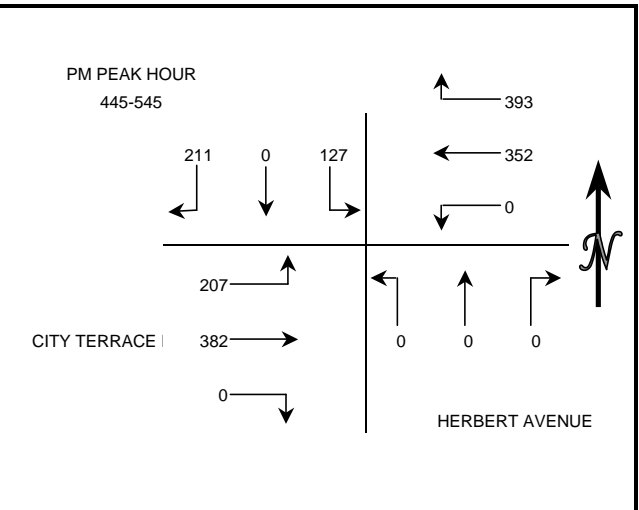 PM PEAK HOUR
445-545
393
211 0 127 352
0
207
CITY TERRACE 382 0 0 0
0
HERBERT AVENUE
N